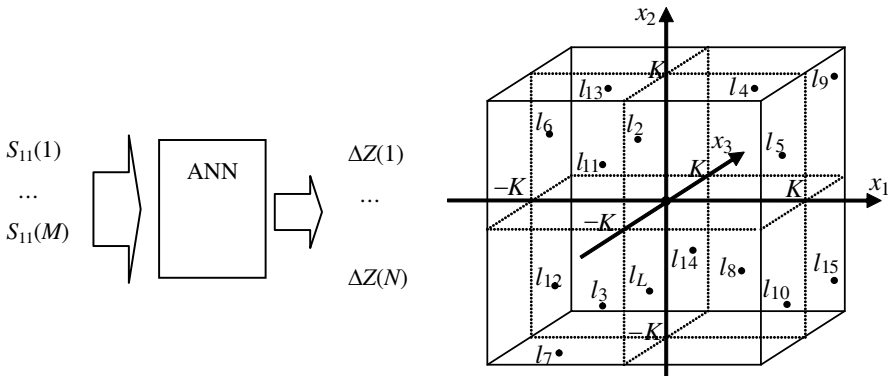 S₁₁(1)
...
S₁₁(M)
ANN
ΔZ(1)
...
ΔZ(N)
x₂
K
l₁₃
l₄
l₉
l₆
l₂
x₃
l₅
l₁₁
K
−K
K
x₁
−K
l₁₂
l₃
l_L
l₁₄
l₈
l₁₀
l₁₅
−K
l₇